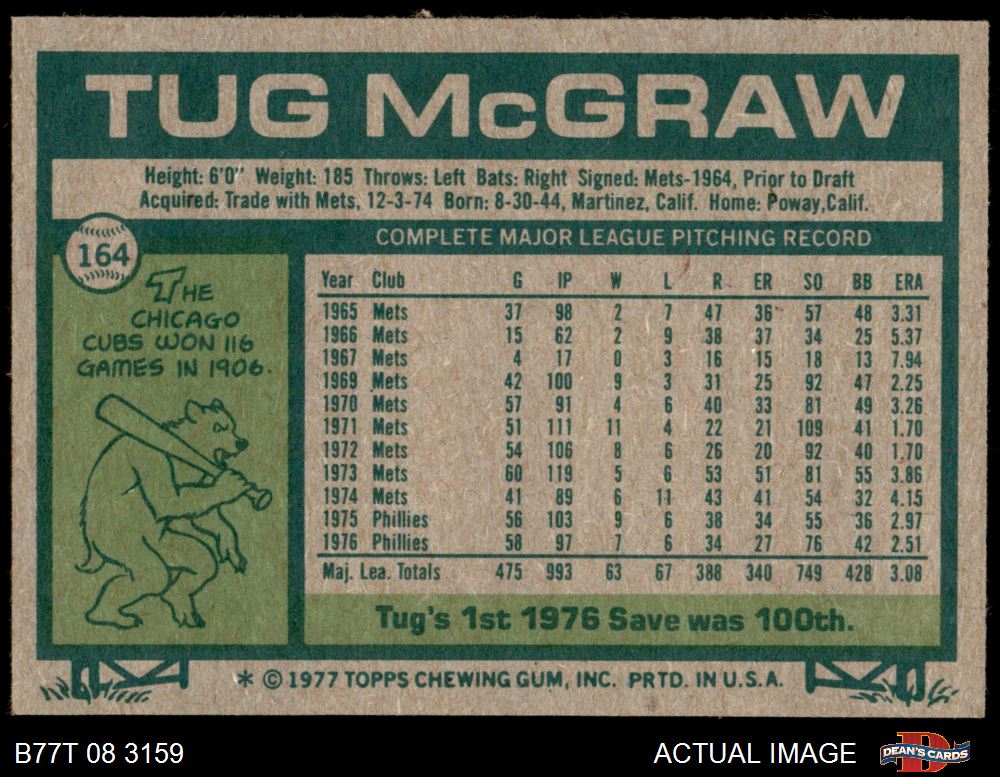 TUG McGRAW
Height: 6'0" Weight: 185 Throws: Left Bats: Right Signed: Mets-1964, Prior to Draft
Acquired: Trade with Mets, 12-3-74 Born: 8-30-44, Martinez, Calif. Home: Poway,Calif.
164
THE
CHICAGO
CUBS WON 116
GAMES IN 1906.
COMPLETE MAJOR LEAGUE PITCHING RECORD
Year Club G IP W L R ER SO BB ERA
1965 Mets 37 98 2 7 47 36 57 48 3.31
1966 Mets 15 62 2 9 38 37 34 25 5.37
1967 Mets 4 17 0 3 16 15 18 13 7.94
1969 Mets 42 100 9 3 31 25 92 47 2.25
1970 Mets 57 91 4 6 40 33 81 49 3.26
1971 Mets 51 111 11 4 22 21 109 41 1.70
1972 Mets 54 106 8 6 26 20 92 40 1.70
1973 Mets 60 119 5 6 53 51 81 55 3.86
1974 Mets 41 89 6 11 43 41 54 32 4.15
1975 Phillies 56 103 9 6 38 34 55 36 2.97
1976 Phillies 58 97 7 6 34 27 76 42 2.51
Maj. Lea. Totals 475 993 63 67 388 340 749 428 3.08
Tug's 1st 1976 Save was 100th.
* © 1977 TOPPS CHEWING GUM, INC. PRTD. IN U.S.A.
B77T 08 3159
ACTUAL IMAGE
DEAN'S CARDS